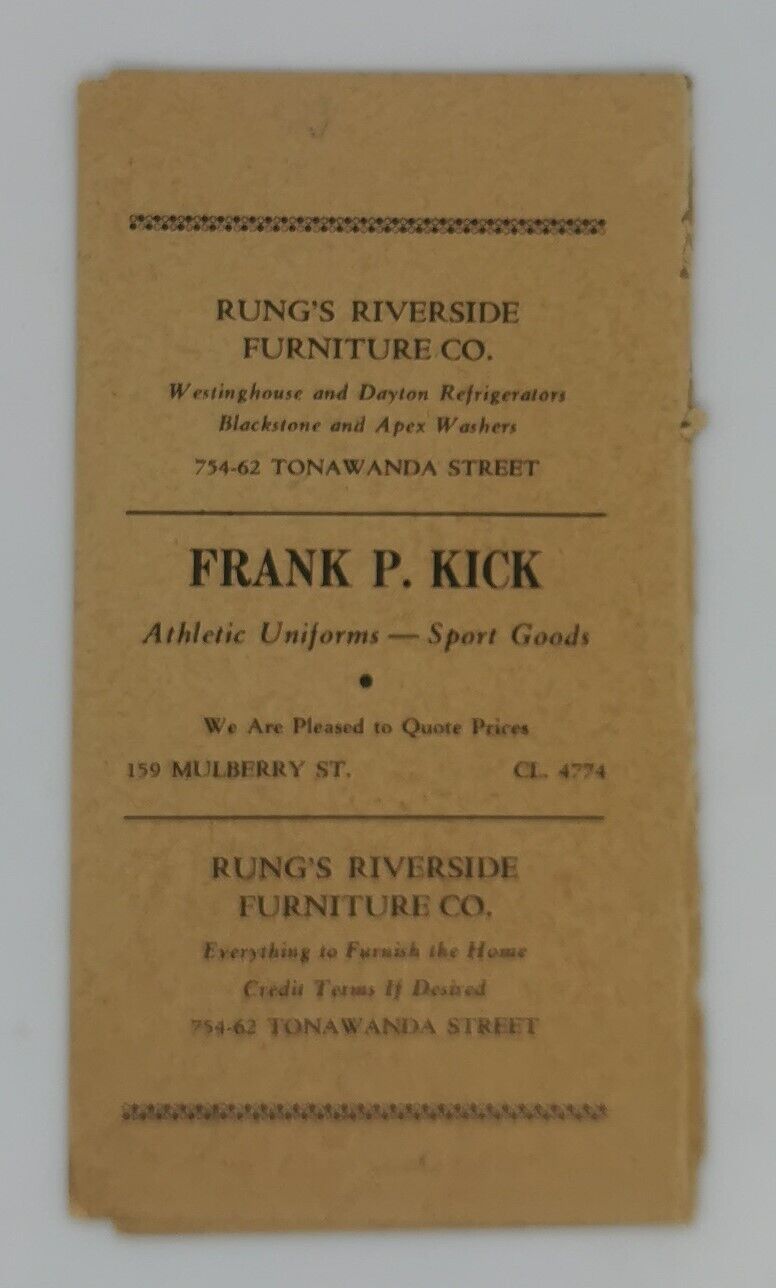 RUNG'S RIVERSIDE
FURNITURE CO.
Westinghouse and Dayton Refrigerators
Blackstone and Apex Washers
754-62 TONAWANDA STREET
FRANK P. KICK
Athletic Uniforms — Sport Goods
•
We Are Pleased to Quote Prices
159 MULBERRY ST. CL. 4774
RUNG'S RIVERSIDE
FURNITURE CO.
Everything to Furnish the Home
Credit Terms If Desired
754-62 TONAWANDA STREET